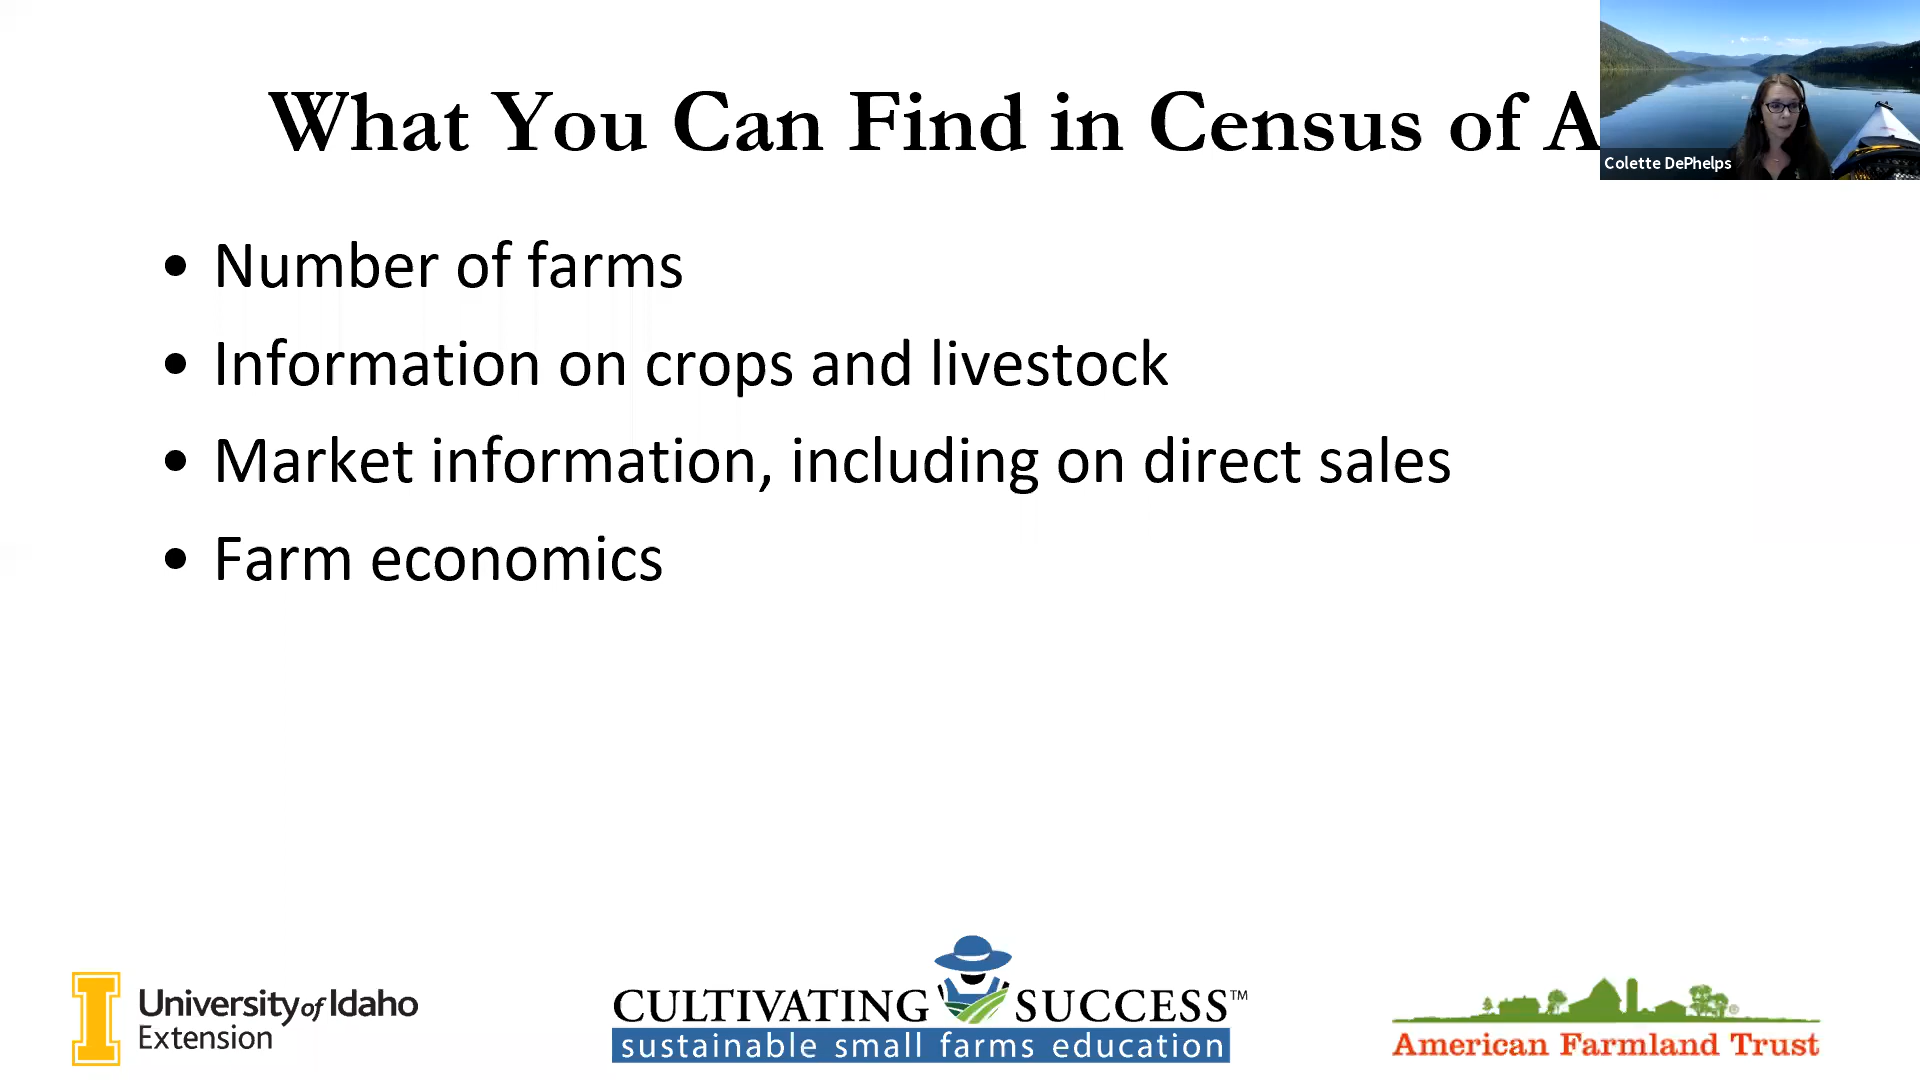 What You Can Find in Census of A
Colette DePhelps
• Number of farms
• Information on crops and livestock
• Market information, including on direct sales
• Farm economics
University of Idaho
Extension
CULTIVATING SUCCESS™
sustainable small farms education
American Farmland Trust